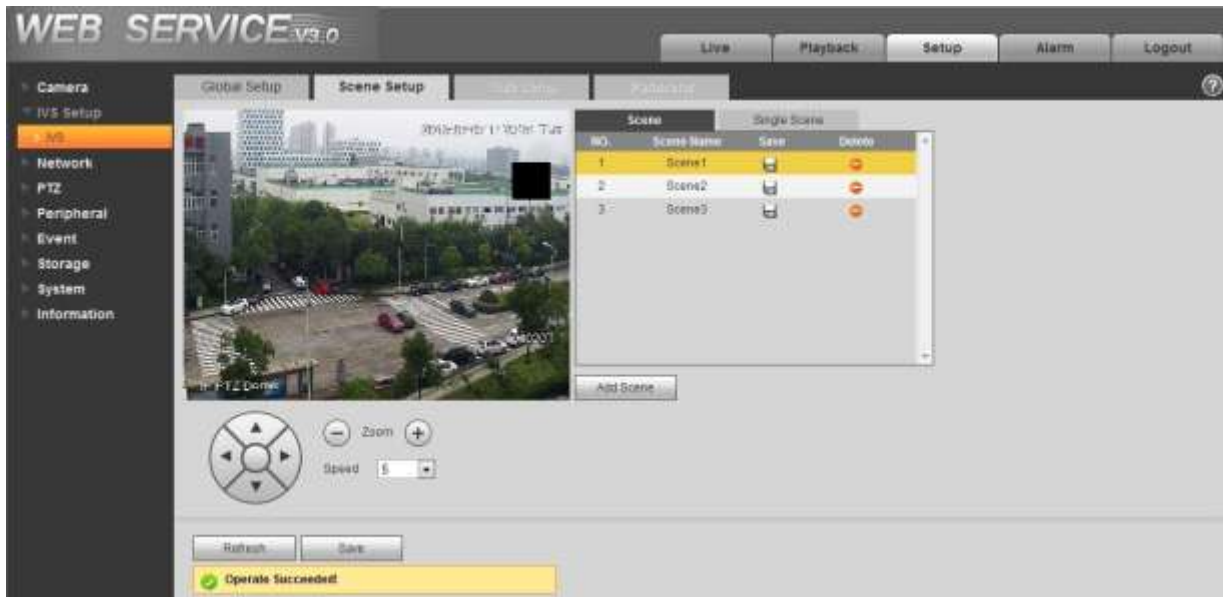 WEB SERVICE V3.0
Live Playback Setup Alarm Logout
Camera
IVS Setup
IVS
Network
PTZ
Peripheral
Event
Storage
System
Information
Global Setup Scene Setup
IP PTZ Dome
Scene Single Scene
NO. Scene Name Save Delete
1 Scene1
2 Scene2
3 Scene3
Add Scene
Zoom
Speed 5
Refresh Save
Operate Succeeded!